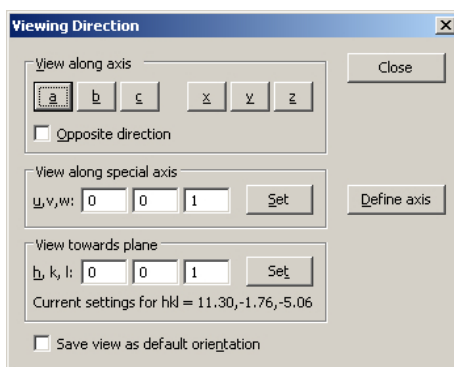 Viewing Direction
View along axis
Close
a b c x y z
Opposite direction
View along special axis
u,v,w: 0 0 1 Set
Define axis
View towards plane
h, k, l: 0 0 1 Set
Current settings for hkl = 11.30,-1.76,-5.06
Save view as default orientation